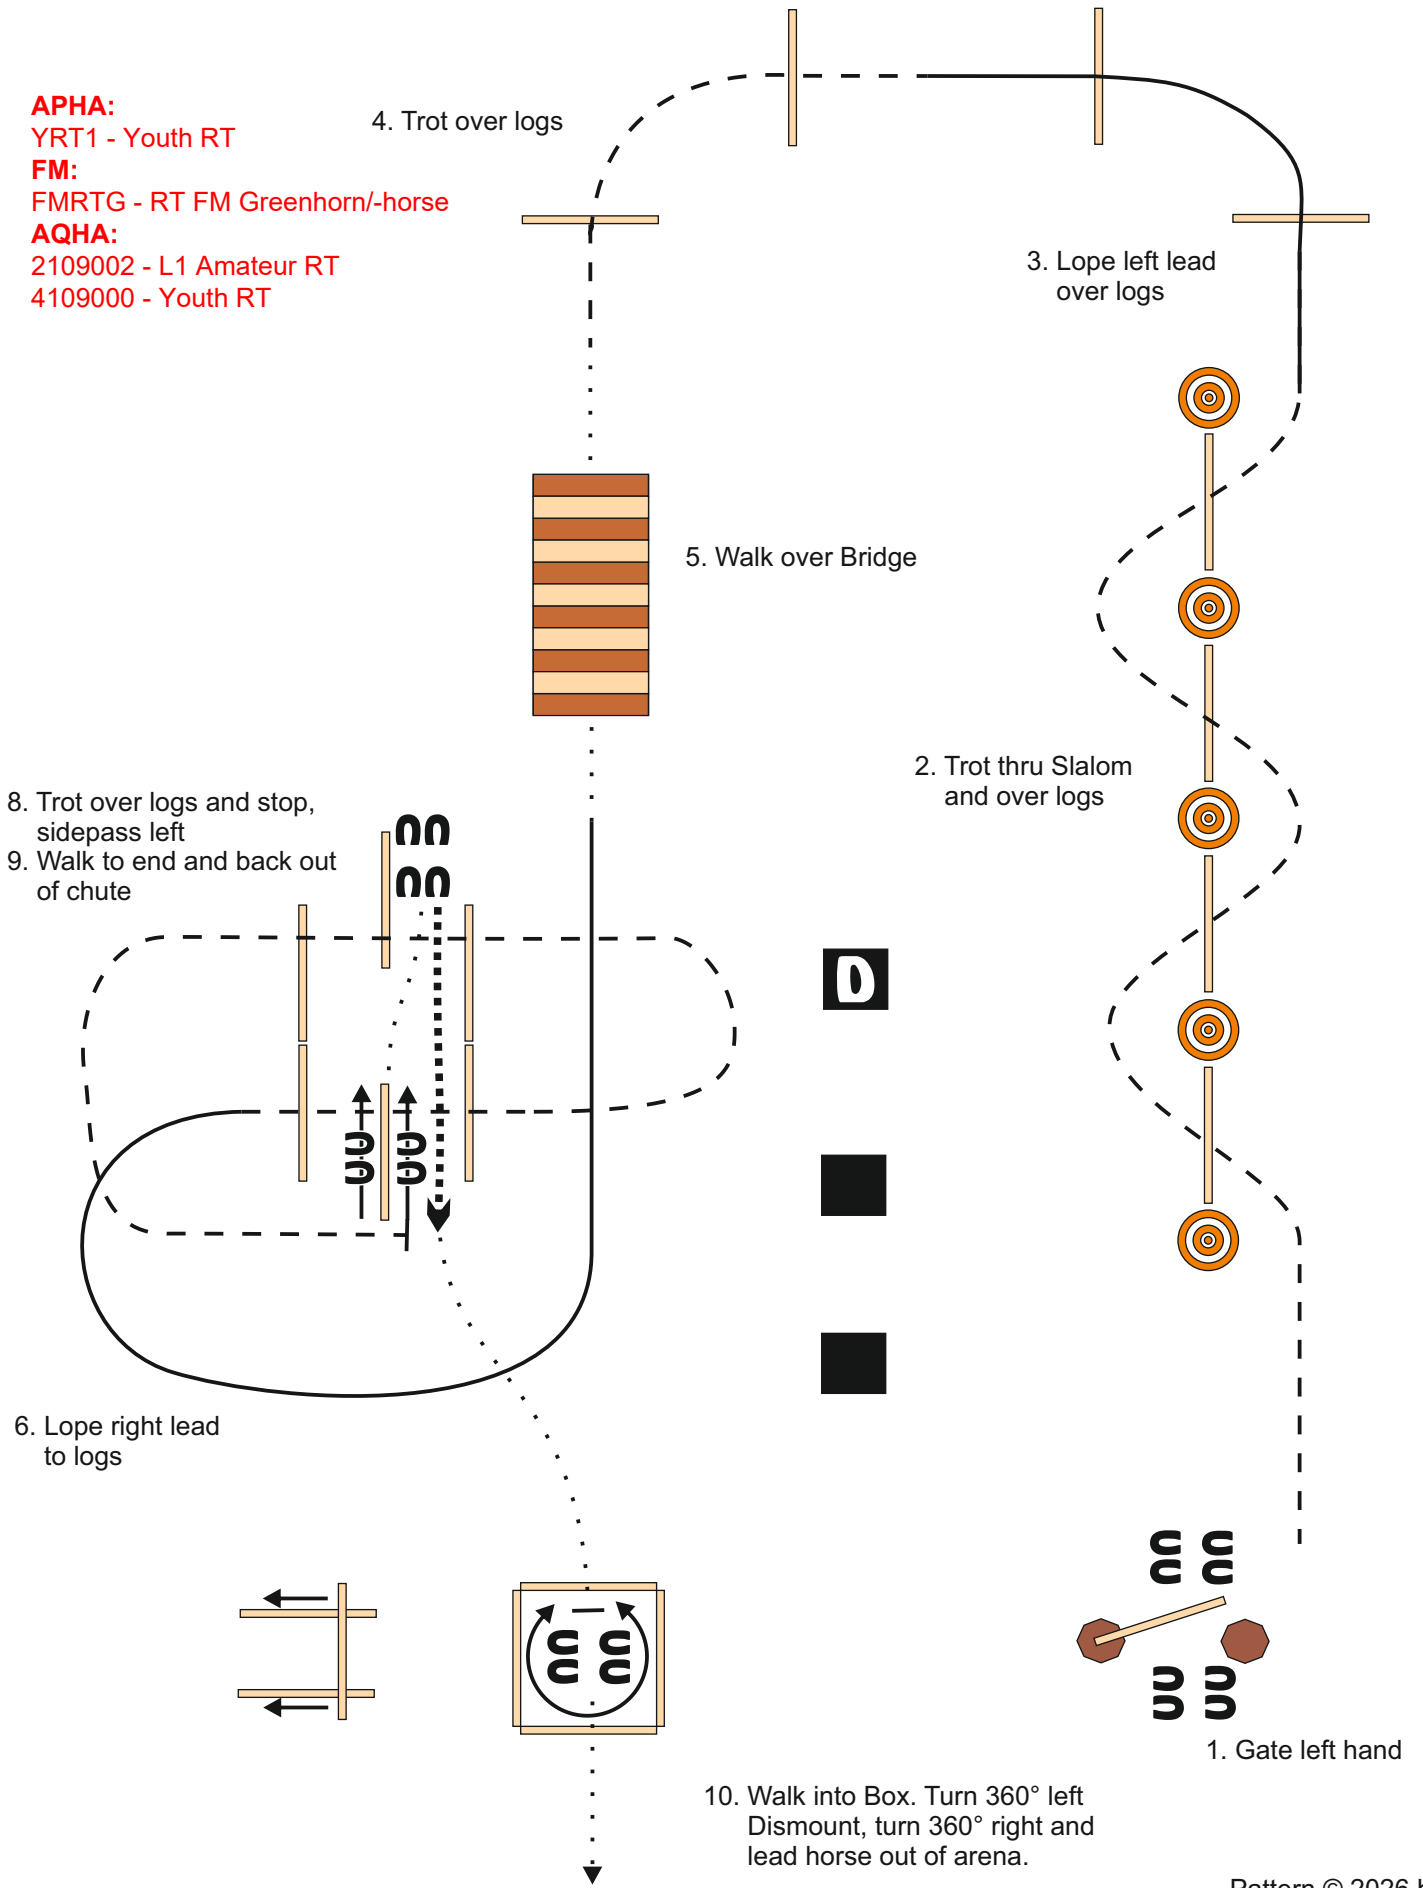 APHA:
YRT1 - Youth RT
FM:
FMRTG - RT FM Greenhorn/-horse
AQHA:
2109002 - L1 Amateur RT
4109000 - Youth RT
4. Trot over logs
3. Lope left lead
over logs
5. Walk over Bridge
2. Trot thru Slalom
and over logs
8. Trot over logs and stop,
sidepass left
9. Walk to end and back out
of chute
D
6. Lope right lead
to logs
1. Gate left hand
10. Walk into Box. Turn 360° left
Dismount, turn 360° right and
lead horse out of arena.
Pattern © 2026